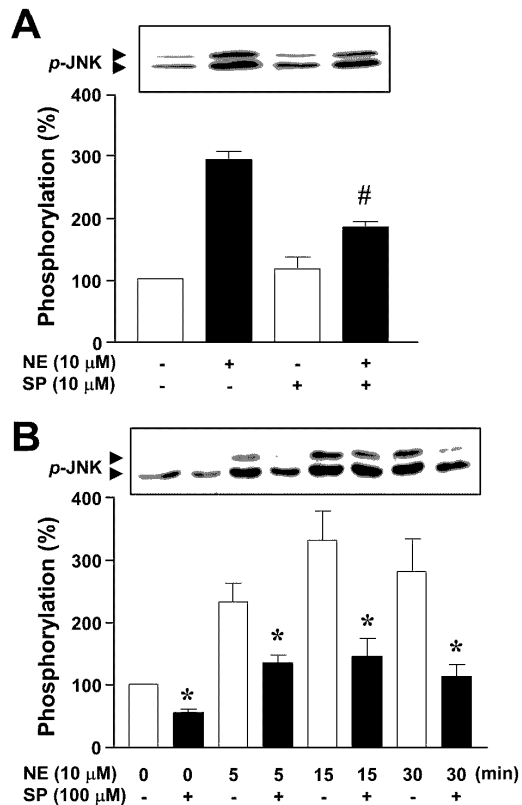 A
p-JNK
Phosphorylation (%)
400
300
200
100
0
#
NE (10 µM) - + - +
SP (10 µM) - - + +
B
p-JNK
Phosphorylation (%)
400
300
200
100
0
* * * *
NE (10 µM) 0 0 5 5 15 15 30 30 (min)
SP (100 µM) - + - + - + - +